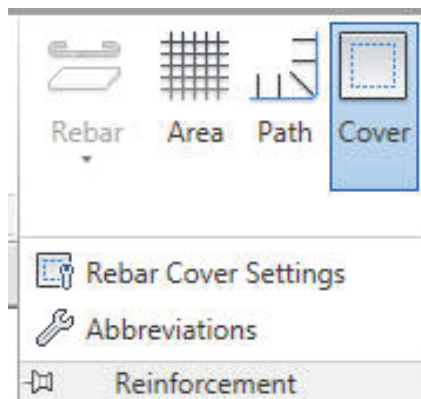 Rebar Area Path Cover
Rebar Cover Settings
Abbreviations
Reinforcement